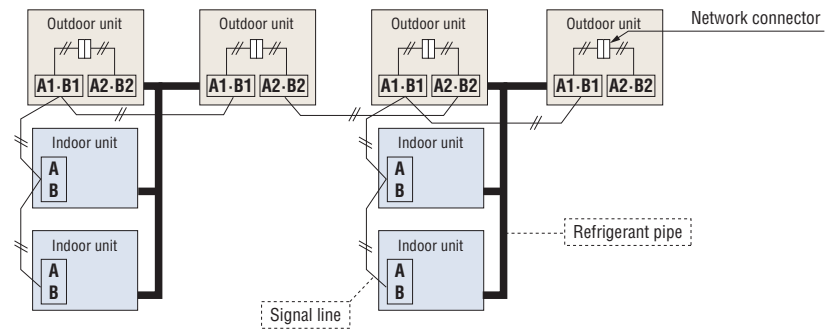 Outdoor unit
Outdoor unit
Outdoor unit
Outdoor unit
Network connector
A1·B1
A2·B2
A1·B1
A2·B2
A1·B1
A2·B2
A1·B1
A2·B2
Indoor unit
A
B
Indoor unit
A
B
Indoor unit
A
B
Indoor unit
A
B
Refrigerant pipe
Signal line